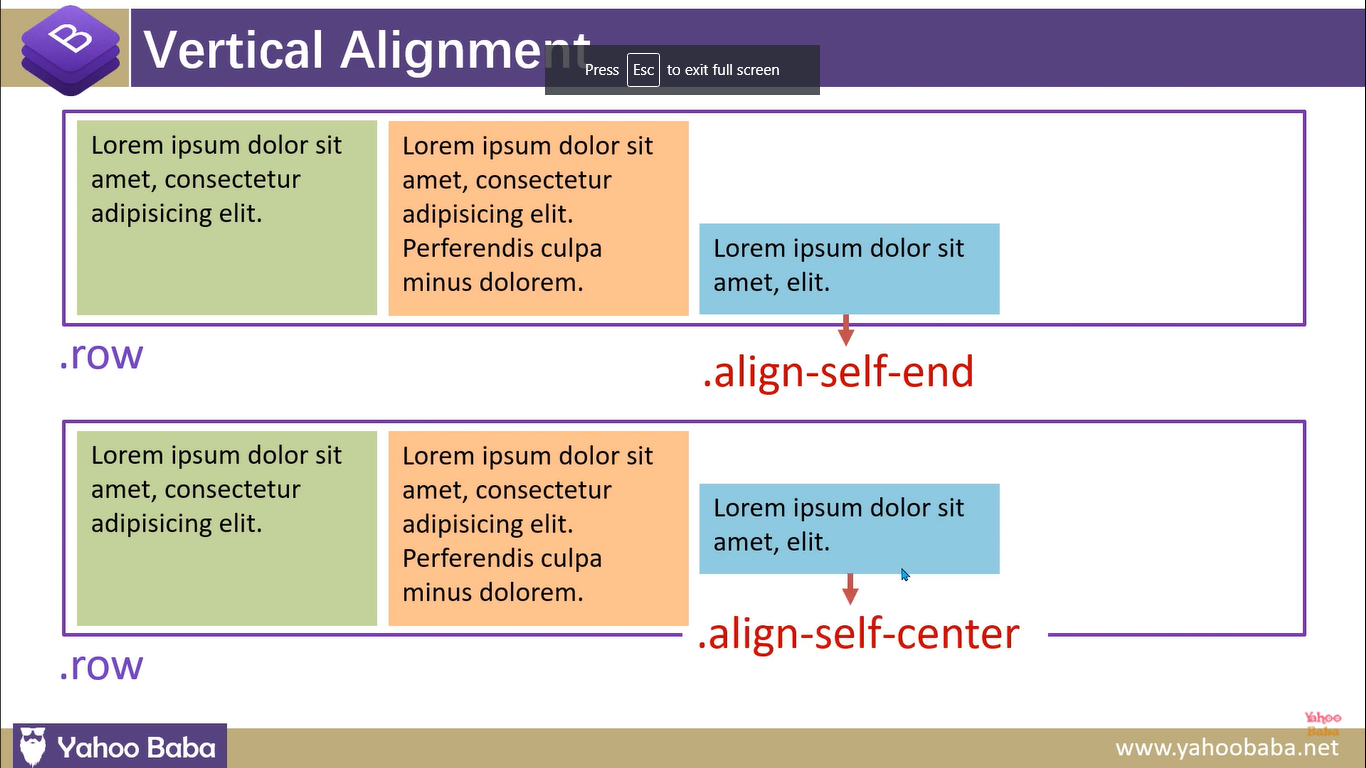 B
Vertical Alignment
Press Esc to exit full screen
Lorem ipsum dolor sit
amet, consectetur
adipisicing elit.
Lorem ipsum dolor sit
amet, consectetur
adipisicing elit.
Perferendis culpa
minus dolorem.
Lorem ipsum dolor sit
amet, elit.
.row
.align-self-end
Lorem ipsum dolor sit
amet, consectetur
adipisicing elit.
Lorem ipsum dolor sit
amet, consectetur
adipisicing elit.
Perferendis culpa
minus dolorem.
Lorem ipsum dolor sit
amet, elit.
.align-self-center
.row
Yahoo Baba
Yahoo
Baba
www.yahoobaba.net